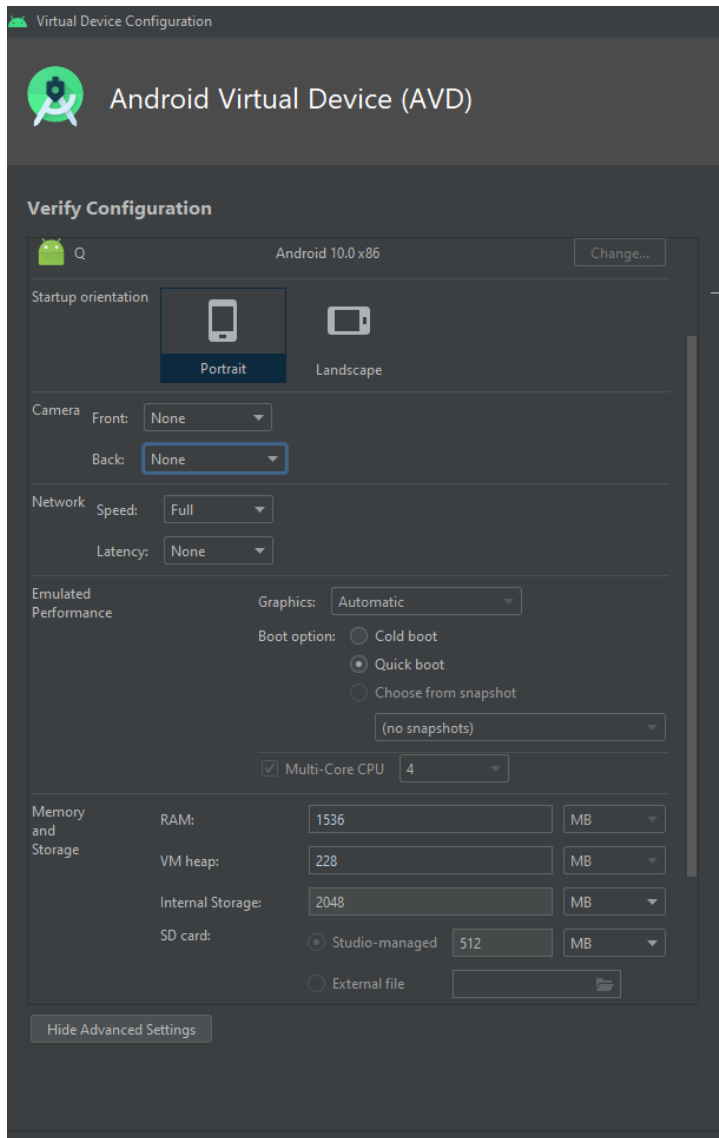 Virtual Device Configuration
Android Virtual Device (AVD)
Verify Configuration
Q Android 10.0 x86 Change...
Startup orientation
Portrait Landscape
Camera Front: None
Back: None
Network Speed: Full
Latency: None
Emulated
Performance
Graphics: Automatic
Boot option: Cold boot
Quick boot
Choose from snapshot
(no snapshots)
Multi-Core CPU 4
Memory
and
Storage
RAM: 1536 MB
VM heap: 228 MB
Internal Storage: 2048 MB
SD card: Studio-managed 512 MB
External file
Hide Advanced Settings